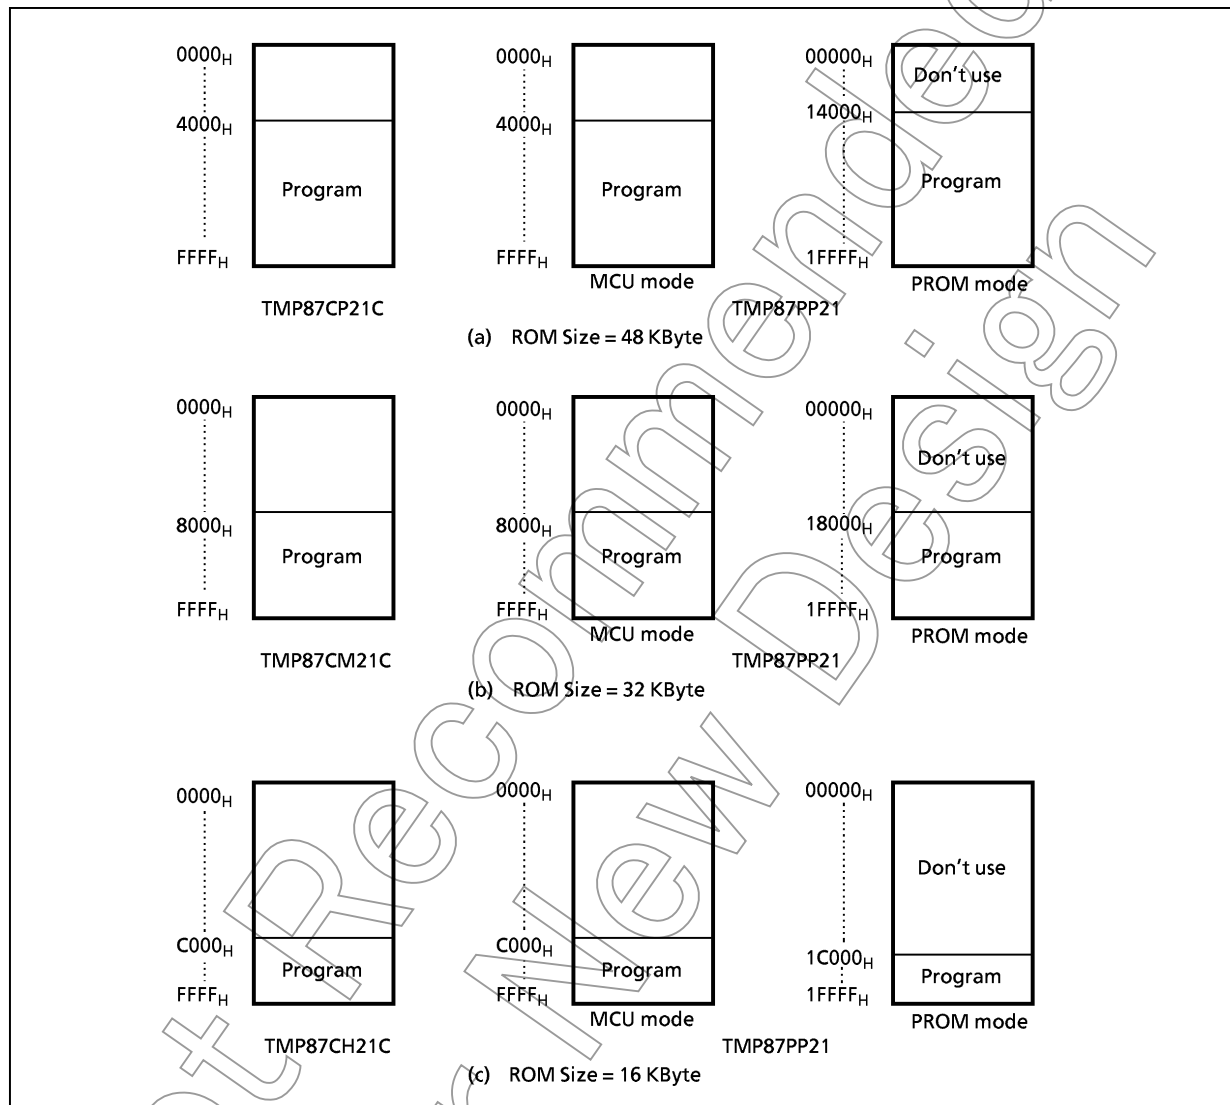 0000H
4000H
Program
FFFFH
TMP87CP21C
0000H
4000H
Program
FFFFH
MCU mode
00000H
Don't use
14000H
Program
1FFFFH
PROM mode
TMP87PP21
(a) ROM Size = 48 KByte
0000H
8000H
Program
FFFFH
TMP87CM21C
0000H
8000H
Program
FFFFH
MCU mode
00000H
Don't use
18000H
Program
1FFFFH
PROM mode
TMP87PP21
(b) ROM Size = 32 KByte
0000H
C000H
Program
FFFFH
TMP87CH21C
0000H
C000H
Program
FFFFH
MCU mode
00000H
Don't use
1C000H
Program
1FFFFH
PROM mode
TMP87PP21
(c) ROM Size = 16 KByte
Recommended
New Design